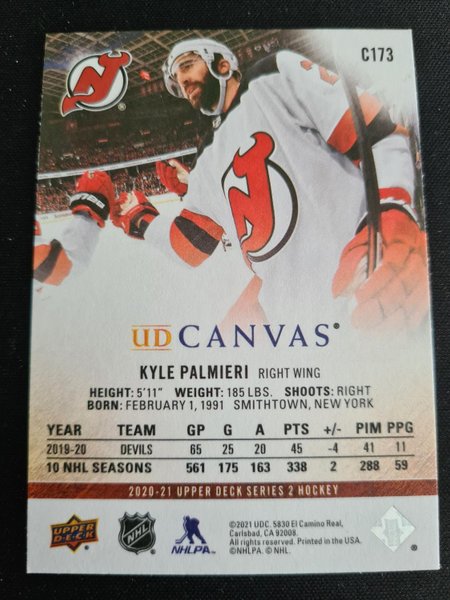 C173
UD CANVAS®
KYLE PALMIERI RIGHT WING
HEIGHT: 5'11" WEIGHT: 185 LBS. SHOOTS: RIGHT
BORN: FEBRUARY 1, 1991 SMITHTOWN, NEW YORK
YEAR TEAM GP G A PTS +/- PIM PPG
2019-20 DEVILS 65 25 20 45 -4 41 11
10 NHL SEASONS 561 175 163 338 2 288 59
2020-21 UPPER DECK SERIES 2 HOCKEY
UPPER DECK
NHL
NHLPA
©2021 UDC. 5830 El Camino Real,
Carlsbad, CA 92008.
All rights reserved. Printed in the USA.
©NHLPA. © NHL.